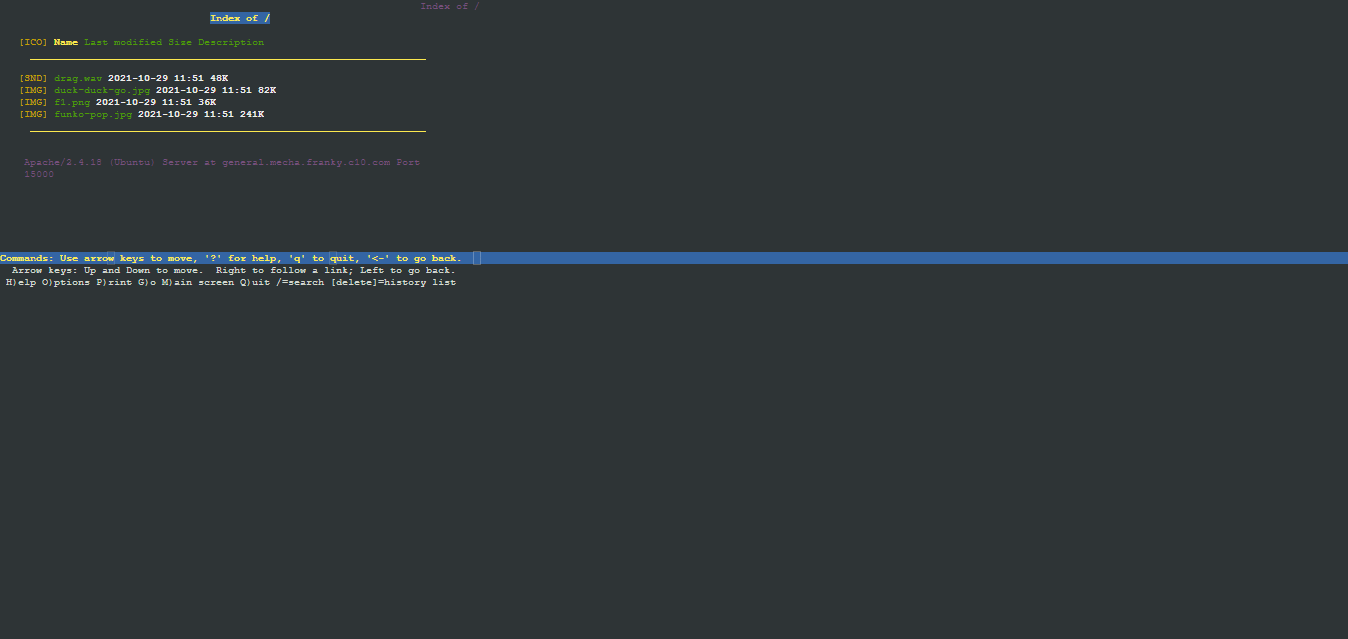 Index of /
Index of /
[ICO] Name Last modified Size Description
[SND] drag.wav 2021-10-29 11:51 48K
[IMG] duck-duck-go.jpg 2021-10-29 11:51 82K
[IMG] f1.png 2021-10-29 11:51 36K
[IMG] funko-pop.jpg 2021-10-29 11:51 241K
Apache/2.4.18 (Ubuntu) Server at general.mecha.franky.c10.com Port
15000
Commands: Use arrow keys to move, '?' for help, 'q' to quit, '<-' to go back.
Arrow keys: Up and Down to move.  Right to follow a link; Left to go back.
H)elp O)ptions P)rint G)o M)ain screen Q)uit /=search [delete]=history list